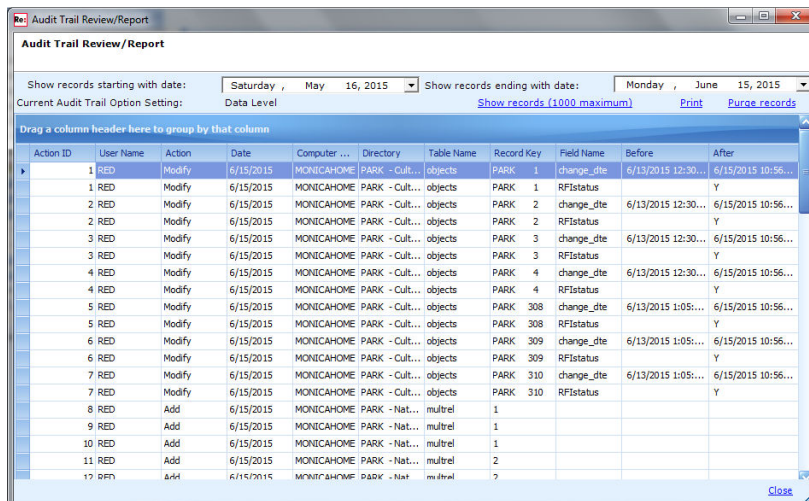 Re: Audit Trail Review/Report
Audit Trail Review/Report
Show records starting with date: Saturday , May 16, 2015 Show records ending with date: Monday , June 15, 2015
Current Audit Trail Option Setting: Data Level Show records (1000 maximum) Print Purge records
Drag a column header here to group by that column
Action ID User Name Action Date Computer ... Directory Table Name Record Key Field Name Before After
1 RED Modify 6/15/2015 MONICAHOME PARK - Cult... objects PARK 1 change_dte 6/13/2015 12:30... 6/15/2015 10:56...
1 RED Modify 6/15/2015 MONICAHOME PARK - Cult... objects PARK 1 RFIstatus Y
2 RED Modify 6/15/2015 MONICAHOME PARK - Cult... objects PARK 2 change_dte 6/13/2015 12:30... 6/15/2015 10:56...
2 RED Modify 6/15/2015 MONICAHOME PARK - Cult... objects PARK 2 RFIstatus Y
3 RED Modify 6/15/2015 MONICAHOME PARK - Cult... objects PARK 3 change_dte 6/13/2015 12:30... 6/15/2015 10:56...
3 RED Modify 6/15/2015 MONICAHOME PARK - Cult... objects PARK 3 RFIstatus Y
4 RED Modify 6/15/2015 MONICAHOME PARK - Cult... objects PARK 4 change_dte 6/13/2015 12:30... 6/15/2015 10:56...
4 RED Modify 6/15/2015 MONICAHOME PARK - Cult... objects PARK 4 RFIstatus Y
5 RED Modify 6/15/2015 MONICAHOME PARK - Cult... objects PARK 308 change_dte 6/13/2015 1:05:... 6/15/2015 10:56...
5 RED Modify 6/15/2015 MONICAHOME PARK - Cult... objects PARK 308 RFIstatus Y
6 RED Modify 6/15/2015 MONICAHOME PARK - Cult... objects PARK 309 change_dte 6/13/2015 1:05:... 6/15/2015 10:56...
6 RED Modify 6/15/2015 MONICAHOME PARK - Cult... objects PARK 309 RFIstatus Y
7 RED Modify 6/15/2015 MONICAHOME PARK - Cult... objects PARK 310 change_dte 6/13/2015 1:05:... 6/15/2015 10:56...
7 RED Modify 6/15/2015 MONICAHOME PARK - Cult... objects PARK 310 RFIstatus Y
8 RED Add 6/15/2015 MONICAHOME PARK - Nat... multrel 1
9 RED Add 6/15/2015 MONICAHOME PARK - Nat... multrel 1
10 RED Add 6/15/2015 MONICAHOME PARK - Nat... multrel 1
11 RED Add 6/15/2015 MONICAHOME PARK - Nat... multrel 2
12 RED Add 6/15/2015 MONICAHOME PARK - Nat... multrel 2
Close